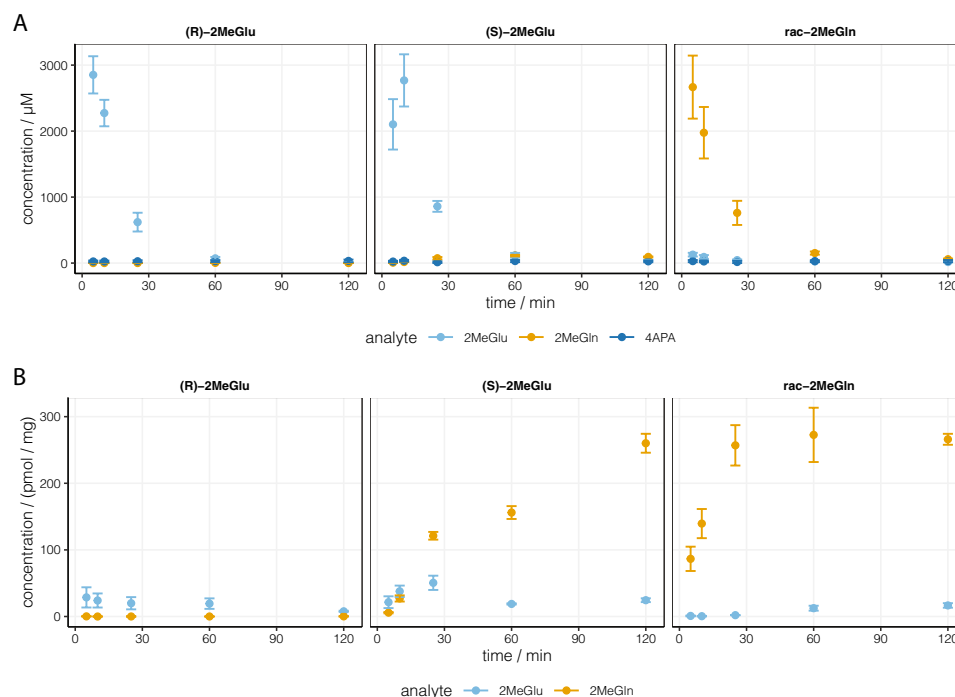 A
(R)−2MeGlu
(S)−2MeGlu
rac−2MeGln
concentration / µM
3000
2000
1000
0
0 30 60 90 120
0 30 60 90 120
0 30 60 90 120
time / min
analyte 2MeGlu 2MeGln 4APA
B
(R)−2MeGlu
(S)−2MeGlu
rac−2MeGln
concentration / (pmol / mg)
300
200
100
0
0 30 60 90 120
0 30 60 90 120
0 30 60 90 120
time / min
analyte 2MeGlu 2MeGln